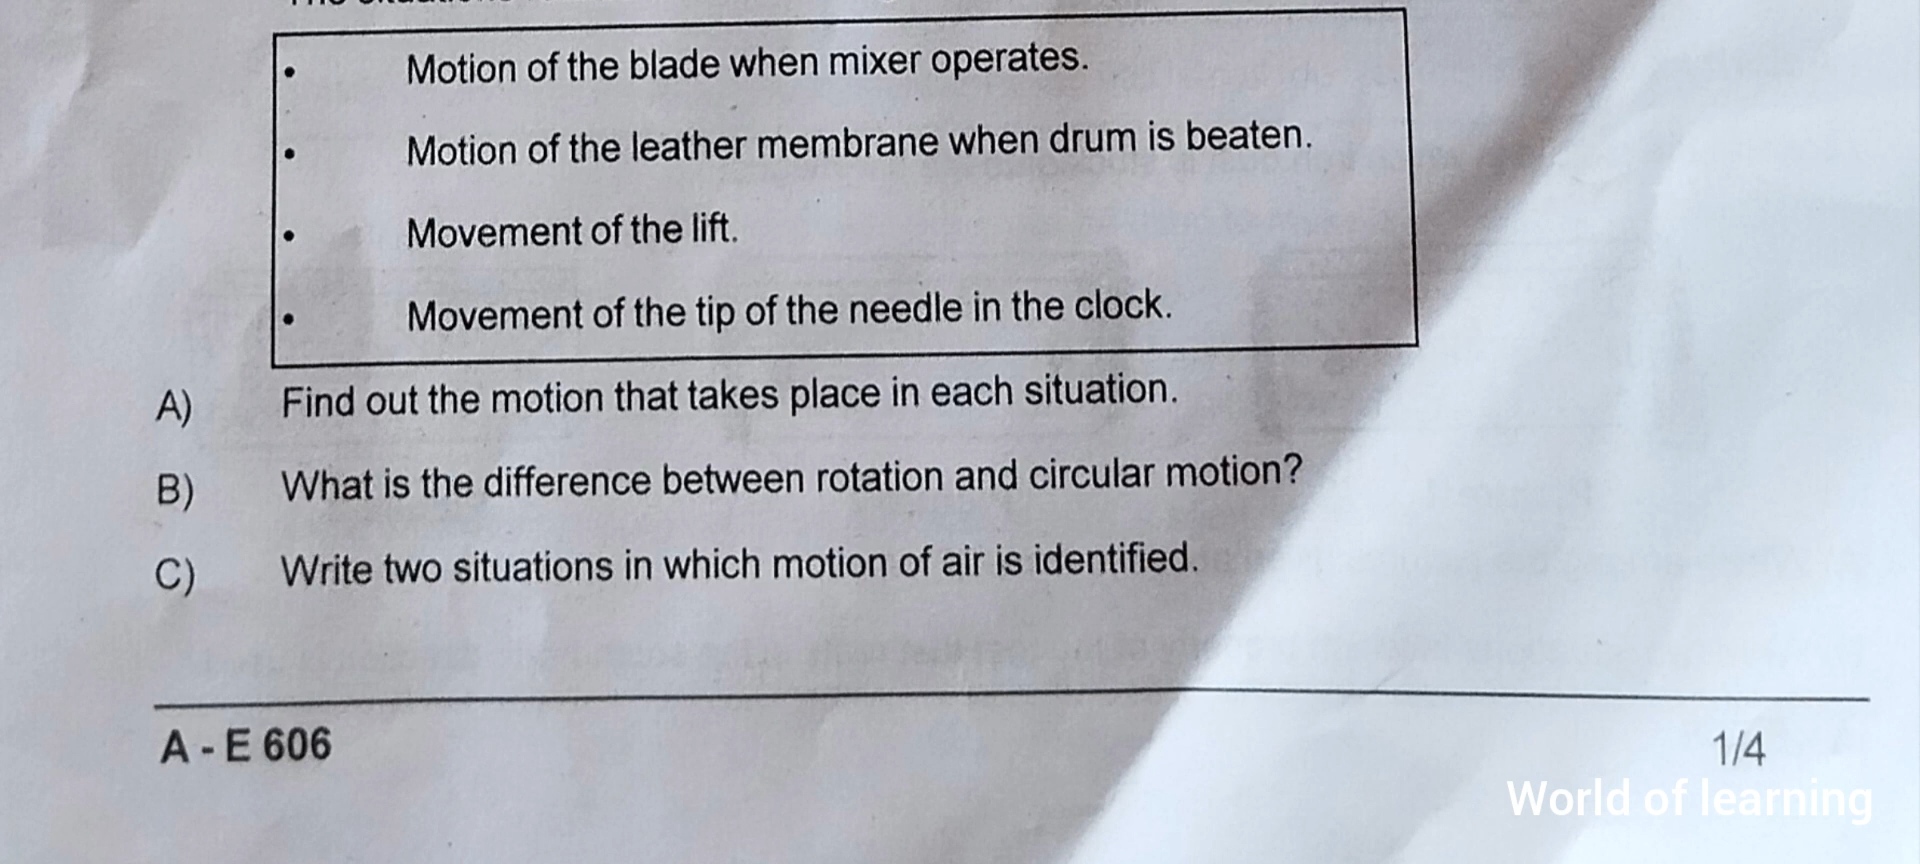 • Motion of the blade when mixer operates.
• Motion of the leather membrane when drum is beaten.
• Movement of the lift.
• Movement of the tip of the needle in the clock.
A) Find out the motion that takes place in each situation.
B) What is the difference between rotation and circular motion?
C) Write two situations in which motion of air is identified.
A - E 606
1/4
World of learning